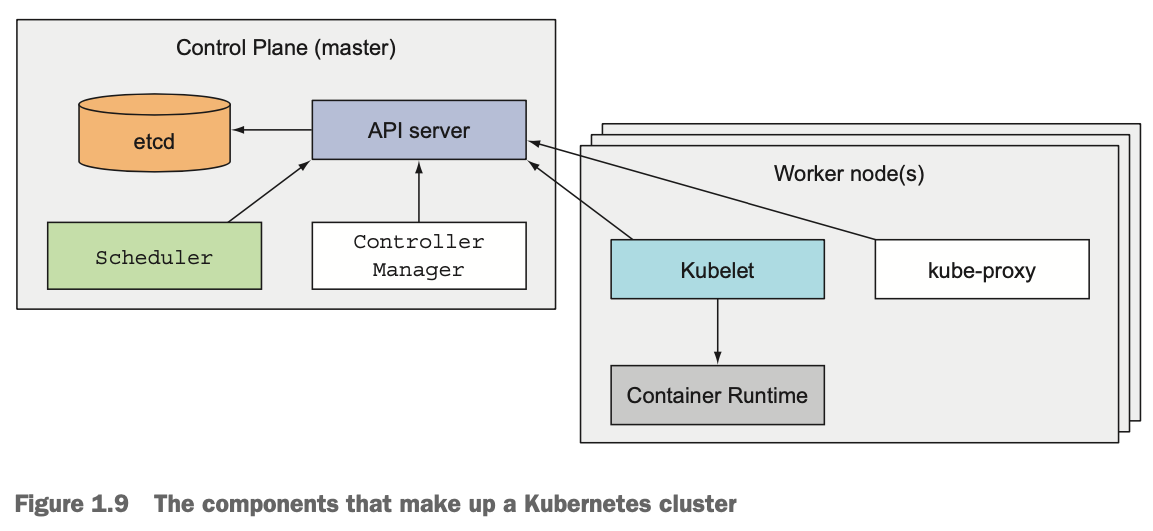 Control Plane (master)
etcd
API server
Scheduler
Controller
Manager
Worker node(s)
Kubelet
kube-proxy
Container Runtime
Figure 1.9 The components that make up a Kubernetes cluster